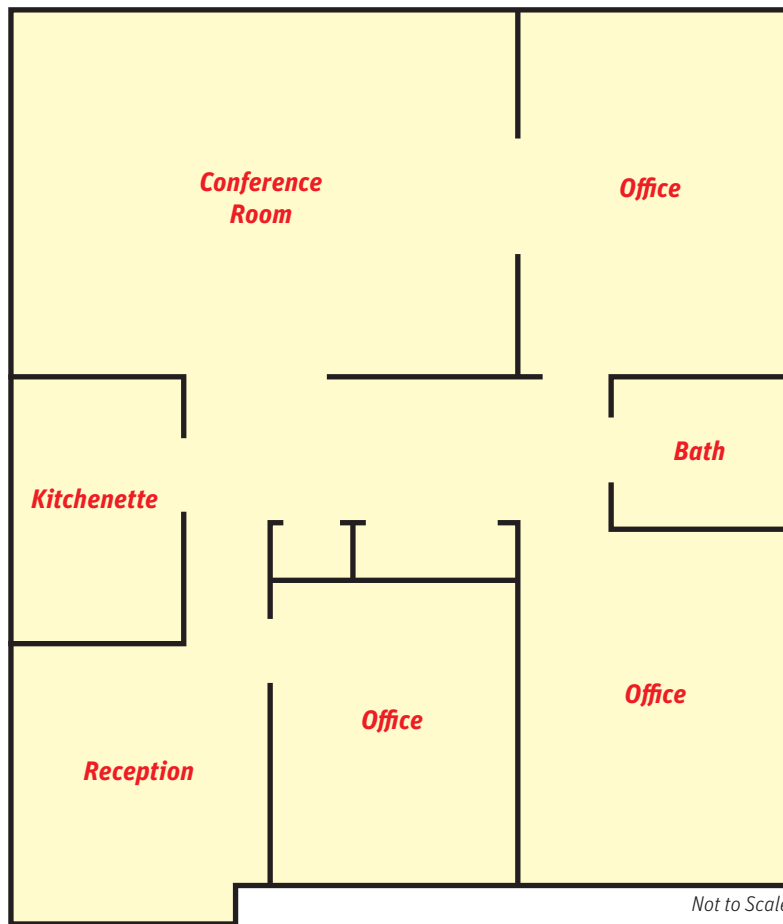 Conference
Room
Office
Bath
Kitchenette
Office
Office
Reception
Not to Scale